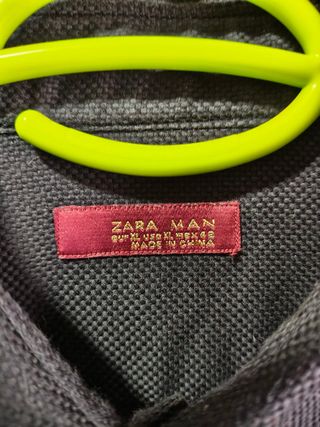 ZARA MAN
eur XL usa XL mex 42
MADE IN CHINA